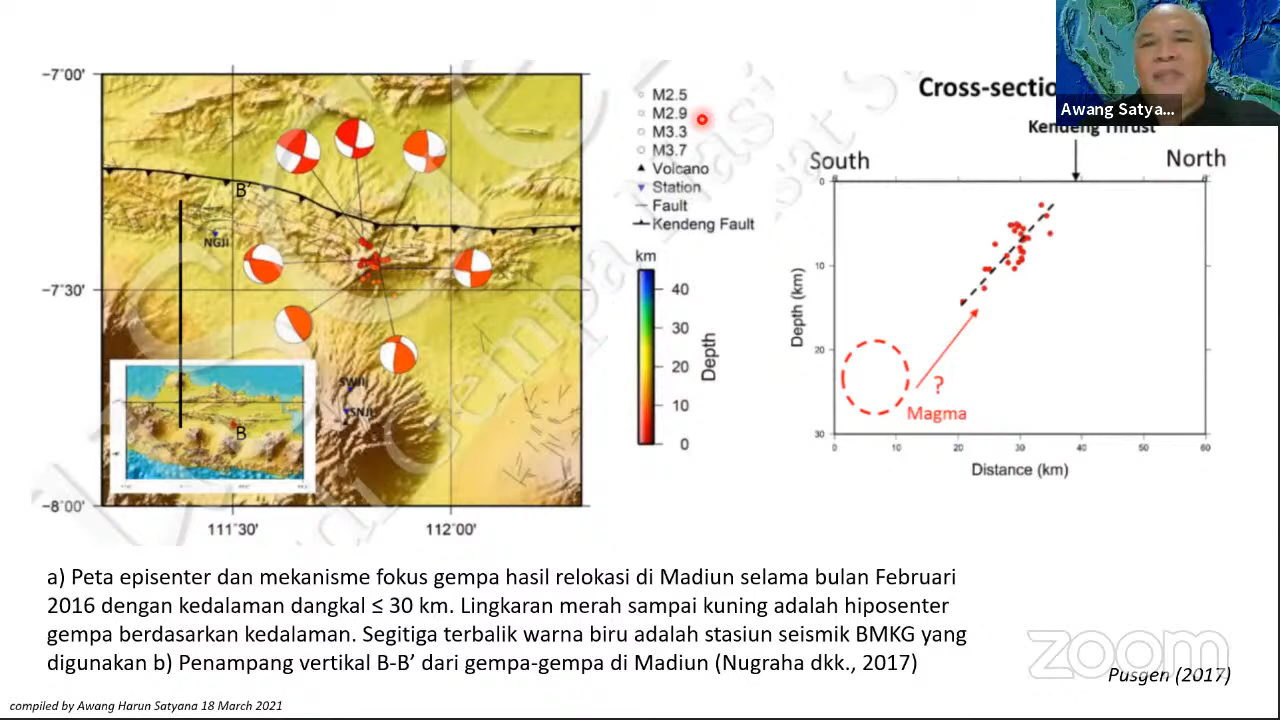 Cross-sectio
Awang Satya...
Kendeng Thrust
South
North
−7°00'
−7°30'
−8°00'
111°30'
112°00'
B'
NGJI
SWJI
SNJI
B
M2.5
M2.9
M3.3
M3.7
Volcano
Station
Fault
Kendeng Fault
km
40
30
20
10
0
Depth
0
10
20
30
Depth (km)
?
Magma
0
10
20
30
40
50
60
Distance (km)
a) Peta episenter dan mekanisme fokus gempa hasil relokasi di Madiun selama bulan Februari
2016 dengan kedalaman dangkal ≤ 30 km. Lingkaran merah sampai kuning adalah hiposenter
gempa berdasarkan kedalaman. Segitiga terbalik warna biru adalah stasiun seismik BMKG yang
digunakan b) Penampang vertikal B-B’ dari gempa-gempa di Madiun (Nugraha dkk., 2017)
zoom
Pusgen (2017)
compiled by Awang Harun Satyana 18 March 2021